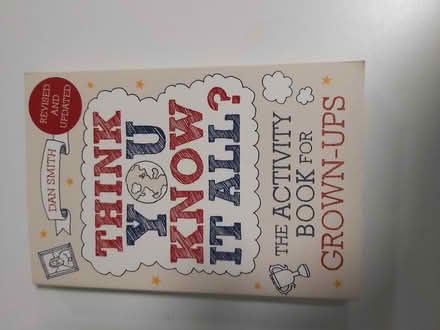 REVISED
AND
UPDATED
DAN SMITH
THINK
YOU
KNOW
IT ALL?
THE ACTIVITY
BOOK FOR
GROWN-UPS